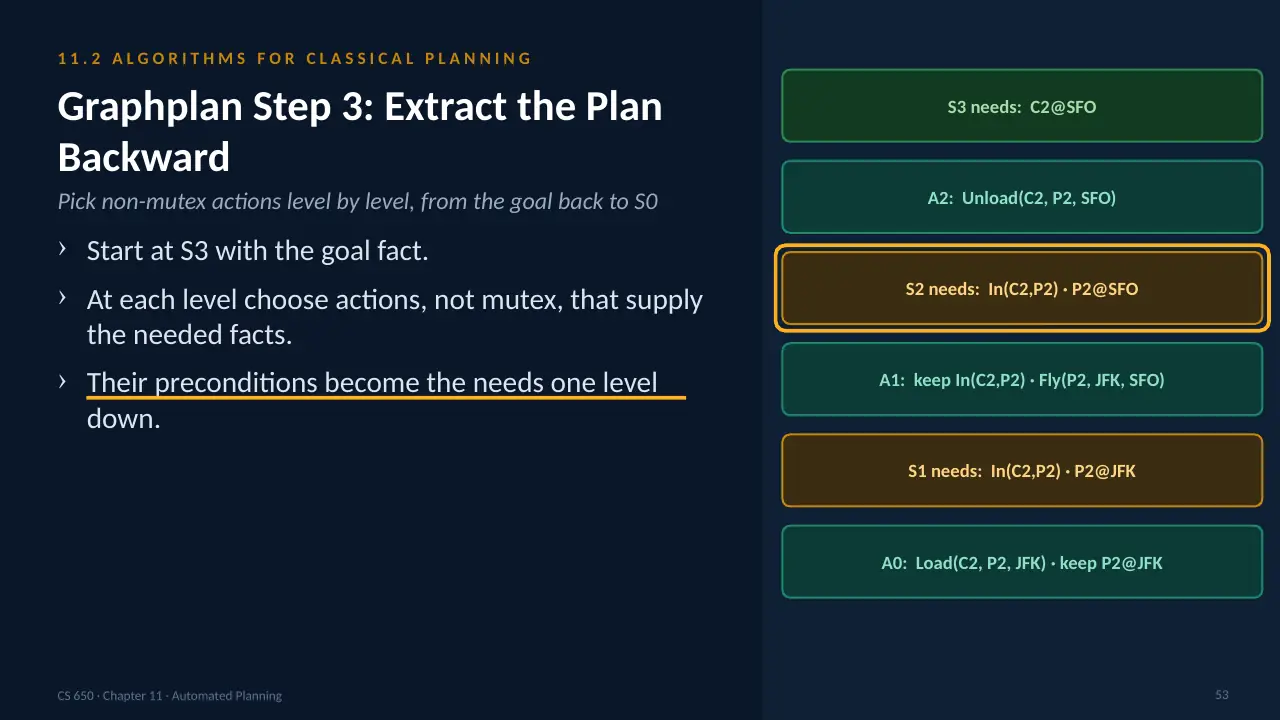 11.2 ALGORITHMS FOR CLASSICAL PLANNING
Graphplan Step 3: Extract the Plan
Backward
Pick non-mutex actions level by level, from the goal back to S0
› Start at S3 with the goal fact.
› At each level choose actions, not mutex, that supply
the needed facts.
› Their preconditions become the needs one level
down.
S3 needs: C2@SFO
A2: Unload(C2, P2, SFO)
S2 needs: In(C2,P2) · P2@SFO
A1: keep In(C2,P2) · Fly(P2, JFK, SFO)
S1 needs: In(C2,P2) · P2@JFK
A0: Load(C2, P2, JFK) · keep P2@JFK
CS 650 · Chapter 11 · Automated Planning
53